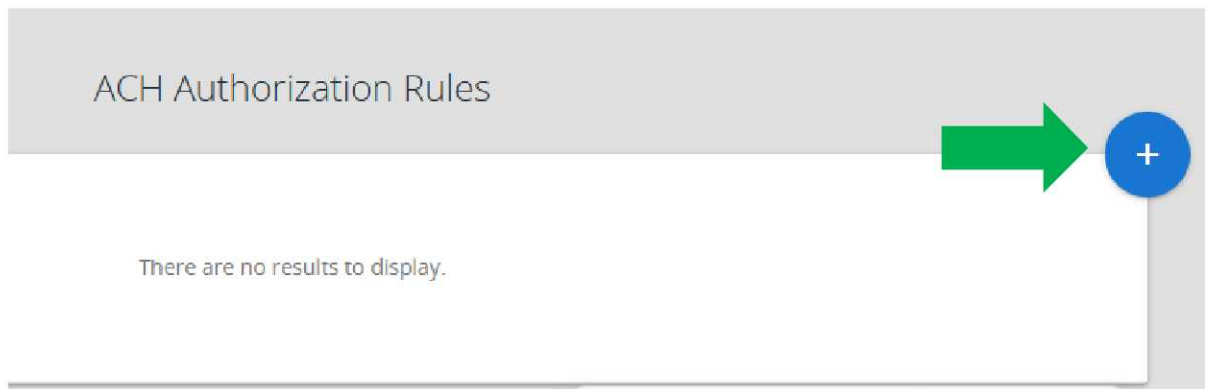 ACH Authorization Rules
+
There are no results to display.